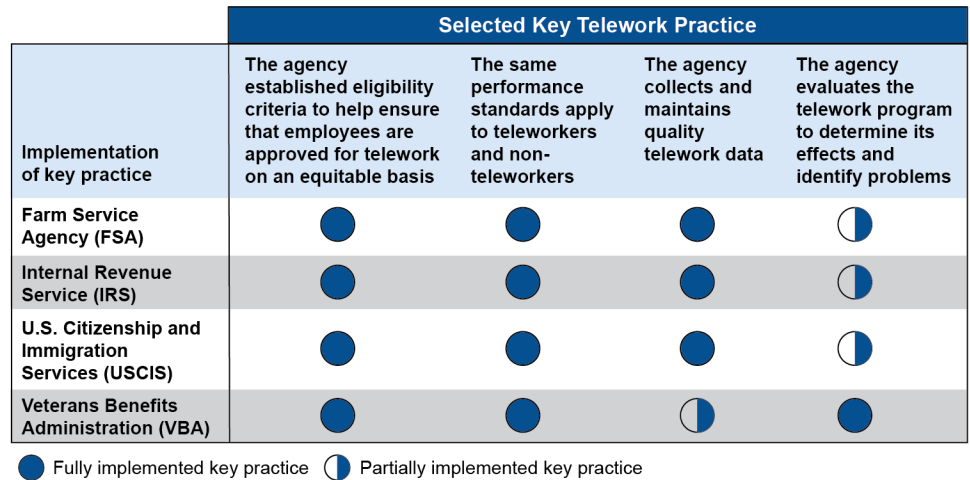 Selected Key Telework Practice
Implementation
of key practice
The agency
established eligibility
criteria to help ensure
that employees are
approved for telework
on an equitable basis
The same
performance
standards apply
to teleworkers
and non-
teleworkers
The agency
collects and
maintains
quality
telework data
The agency
evaluates the
telework program
to determine its
effects and
identify problems
Farm Service
Agency (FSA)
Internal Revenue
Service (IRS)
U.S. Citizenship and
Immigration
Services (USCIS)
Veterans Benefits
Administration (VBA)
Fully implemented key practice
Partially implemented key practice